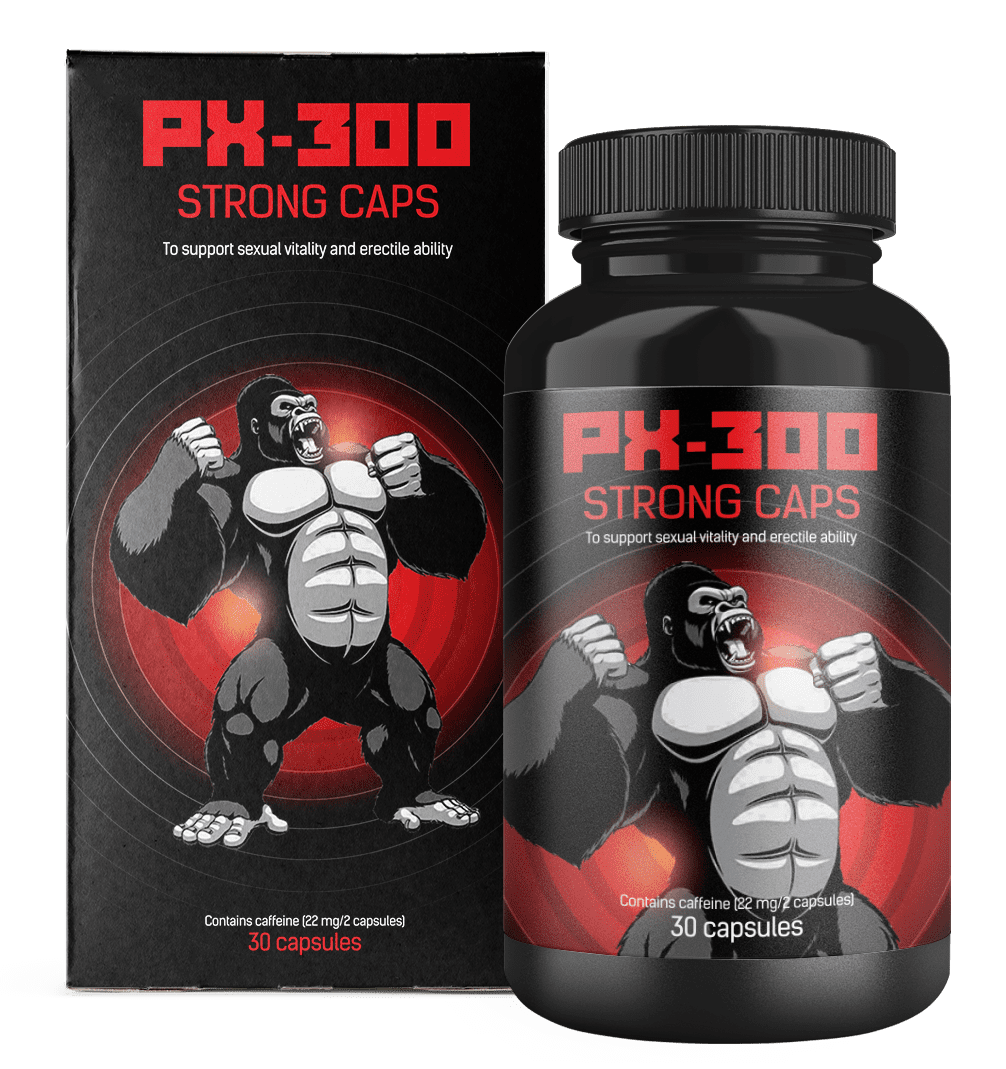 PX-300
STRONG CAPS
To support sexual vitality and erectile ability
Contains caffeine (22 mg/2 capsules)
30 capsules
PX-300
STRONG CAPS
To support sexual vitality and erectile ability
Contains caffeine (22 mg/2 capsules)
30 capsules